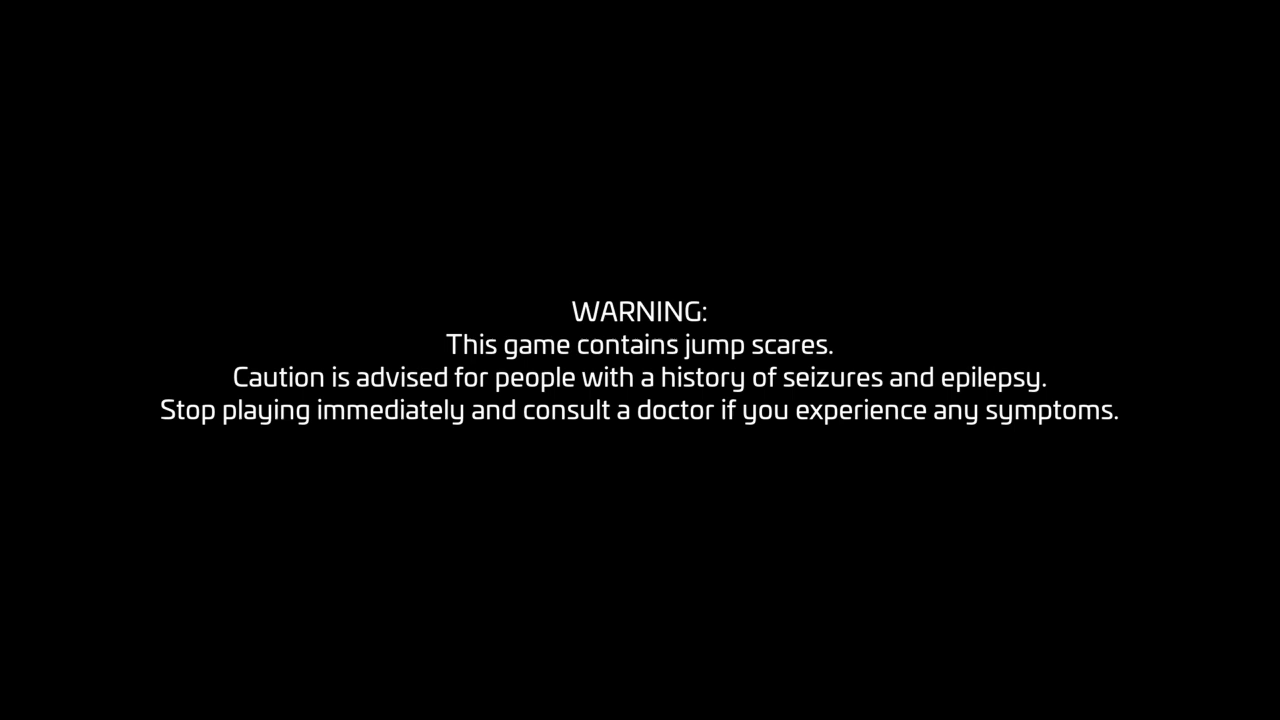 WARNING:
This game contains jump scares.
Caution is advised for people with a history of seizures and epilepsy.
Stop playing immediately and consult a doctor if you experience any symptoms.